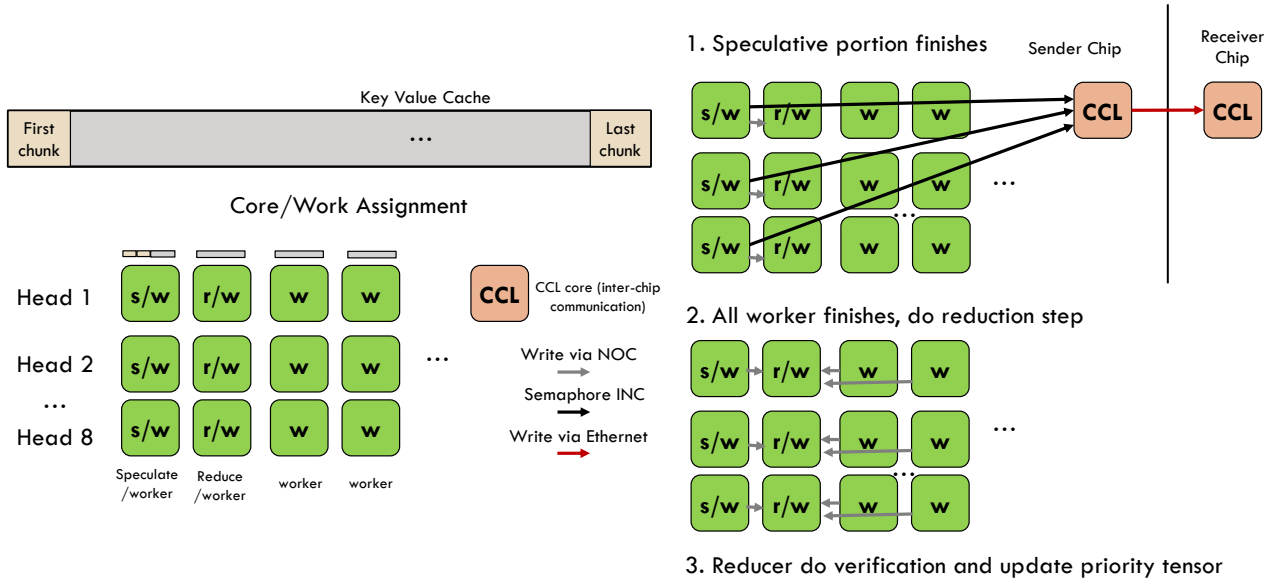 Key Value Cache
First
chunk
...
Last
chunk
Core/Work Assignment
Head 1
s/w
r/w
w
w
CCL
CCL core (inter-chip
communication)
Head 2
s/w
r/w
w
w
...
Write via NOC
...
Semaphore INC
Head 8
s/w
r/w
w
w
Write via Ethernet
Speculate
/worker
Reduce
/worker
worker
worker
1. Speculative portion finishes
Sender Chip
Receiver
Chip
s/w
r/w
w
w
CCL
CCL
s/w
r/w
w
w
...
...
s/w
r/w
w
w
2. All worker finishes, do reduction step
s/w
r/w
w
w
s/w
r/w
w
w
...
...
s/w
r/w
w
w
3. Reducer do verification and update priority tensor